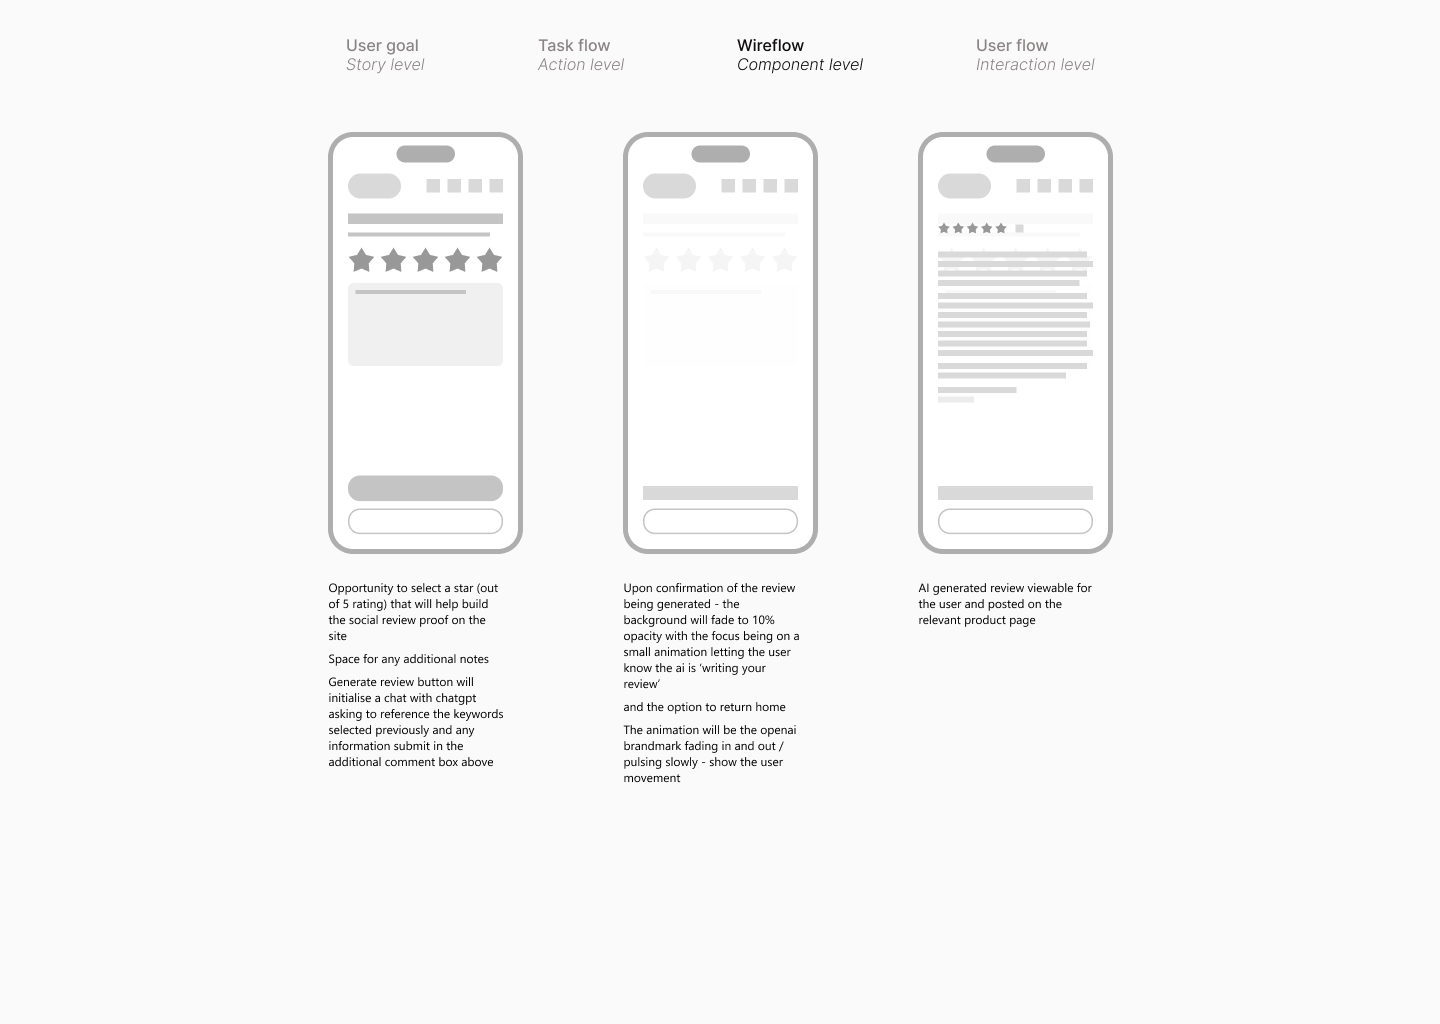 User goal
Story level
Task flow
Action level
Wireflow
Component level
User flow
Interaction level
Opportunity to select a star (out
of 5 rating) that will help build
the social review proof on the
site
Space for any additional notes
Generate review button will
initialise a chat with chatgpt
asking to reference the keywords
selected previously and any
information submit in the
additional comment box above
Upon confirmation of the review
being generated - the
background will fade to 10%
opacity with the focus being on a
small animation letting the user
know the ai is ‘writing your
review’
and the option to return home
The animation will be the openai
brandmark fading in and out /
pulsing slowly - show the user
movement
AI generated review viewable for
the user and posted on the
relevant product page